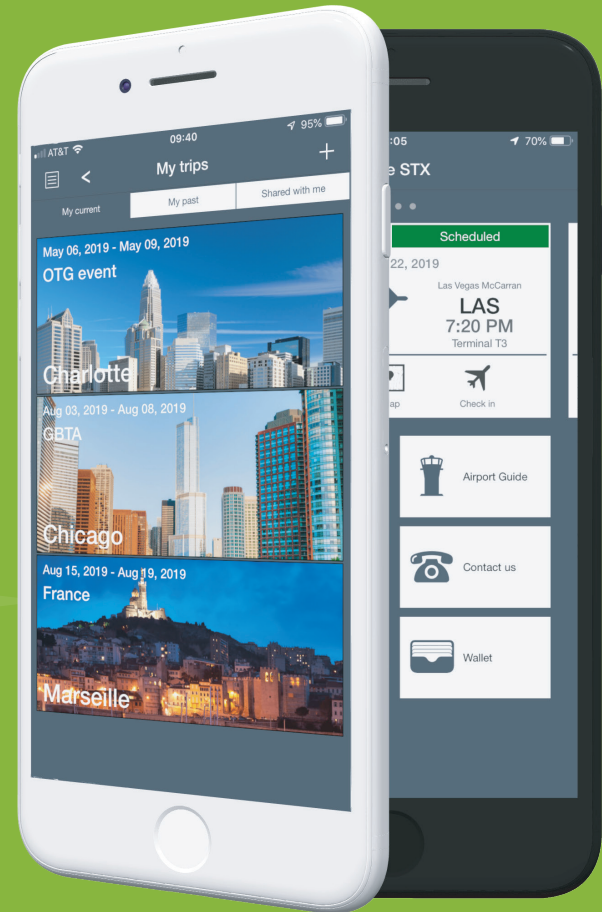 AT&T
09:40
95%
My trips
My current
My past
Shared with me
May 06, 2019 - May 09, 2019
OTG event
Charlotte
Aug 03, 2019 - Aug 08, 2019
GBTA
Chicago
Aug 15, 2019 - Aug 19, 2019
France
Marseille
:05
70%
e STX
Scheduled
22, 2019
Las Vegas McCarran
LAS
7:20 PM
Terminal T3
ap
Check in
Airport Guide
Contact us
Wallet